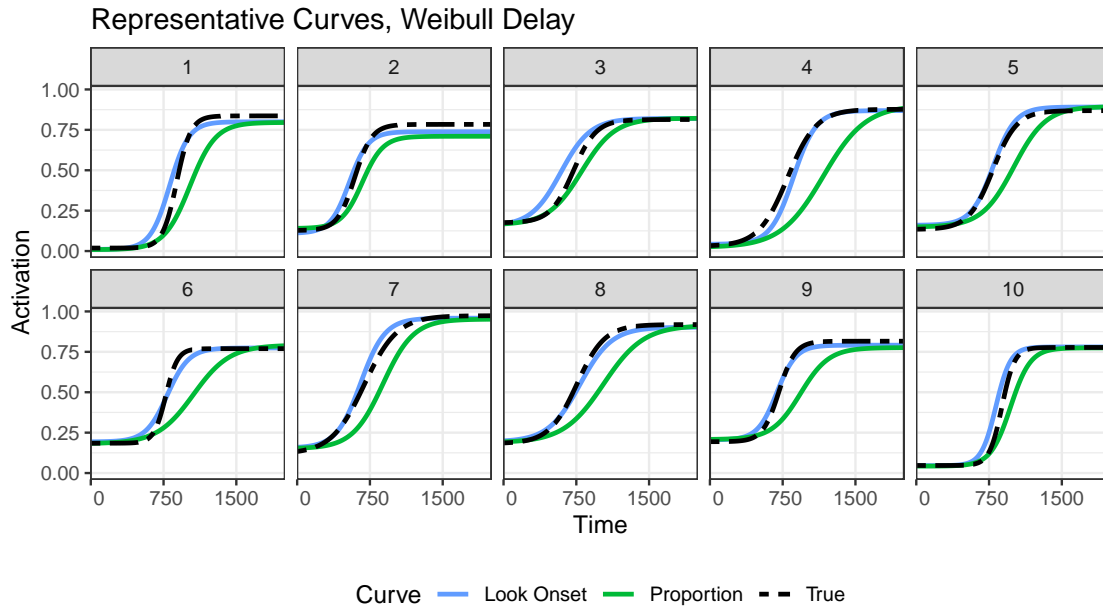 Representative Curves, Weibull Delay
1 2 3 4 5
1.00
0.75
0.50
0.25
0.00
Activation
6 7 8 9 10
1.00
0.75
0.50
0.25
0.00
0 750 1500 0 750 1500 0 750 1500 0 750 1500 0 750 1500
Time
Curve Look Onset Proportion True